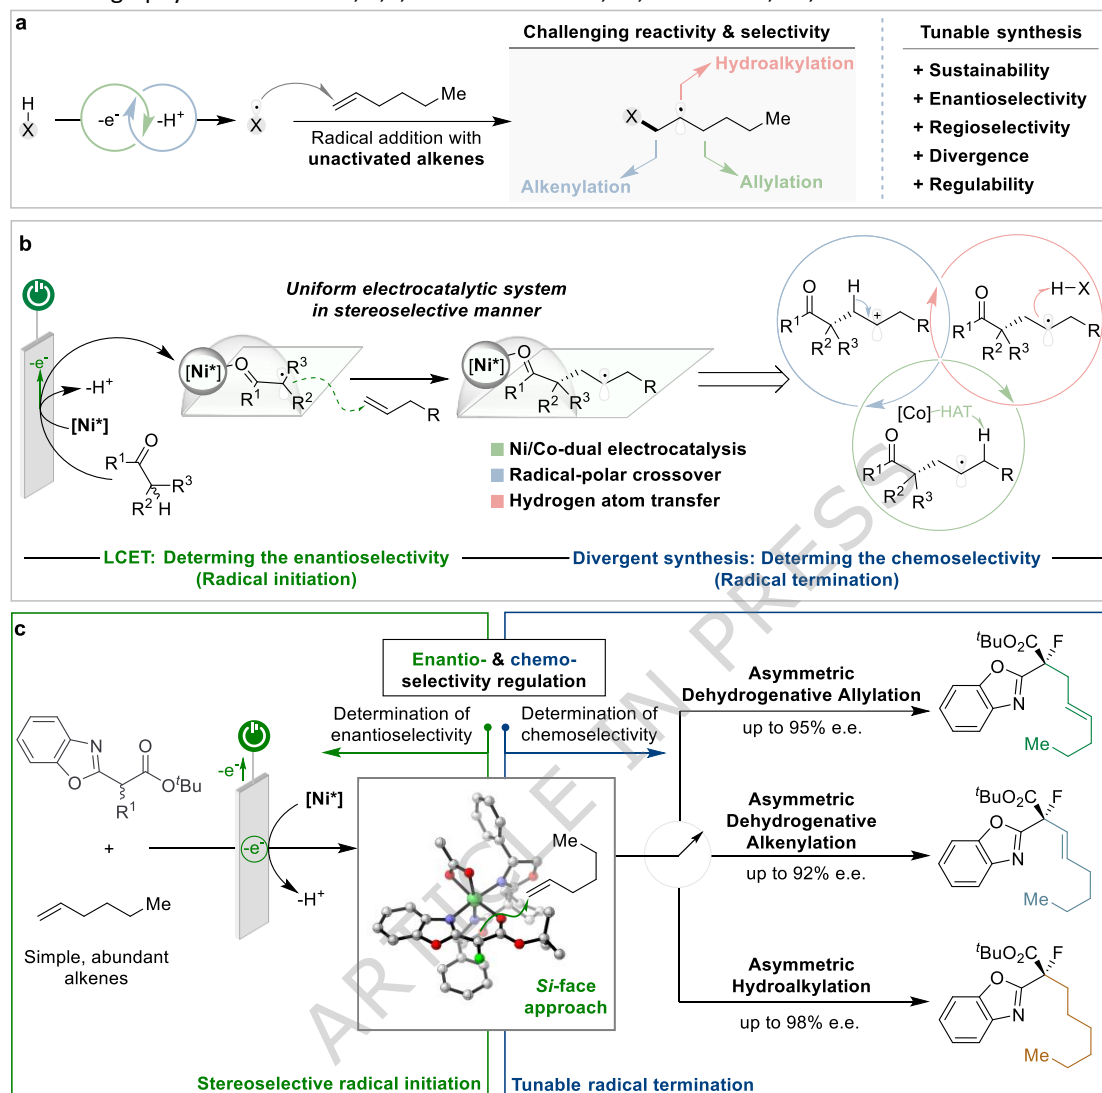 a
H
X
-e-
-H+
X
Me
Radical addition with
unactivated alkenes
Challenging reactivity & selectivity
Hydroalkylation
X
Me
Alkenylation
Allylation
Tunable synthesis
+ Sustainability
+ Enantioselectivity
+ Regioselectivity
+ Divergence
+ Regulability
b
-e-
-H+
[Ni*]
O
R1
R3
R2
H
Uniform electrocatalytic system
in stereoselective manner
[Ni*]
O
R3
R1
R2
R
[Ni*]
O
R1
R2
R3
R
Ni/Co-dual electrocatalysis
Radical-polar crossover
Hydrogen atom transfer
O
H
+
R1
R
R2
R3
O
H–X
R1
R
R2
R3
[Co]
HAT
O
H
R1
R
R2
R3
LCET: Determing the enantioselectivity
(Radical initiation)
Divergent synthesis: Determing the chemoselectivity
(Radical termination)
c
Enantio- & chemo-
selectivity regulation
Determination of
enantioselectivity
Determination of
chemoselectivity
N
O
O
OtBu
R1
+
Me
Simple, abundant
alkenes
-e-
[Ni*]
-e-
-H+
Me
Si-face
approach
Asymmetric
Dehydrogenative Allylation
up to 95% e.e.
tBuO2C
F
O
N
Me
Asymmetric
Dehydrogenative
Alkenylation
up to 92% e.e.
tBuO2C
F
O
N
Me
Asymmetric
Hydroalkylation
up to 98% e.e.
tBuO2C
F
O
N
Me
Stereoselective radical initiation
Tunable radical termination
ARTICLE IN PRESS